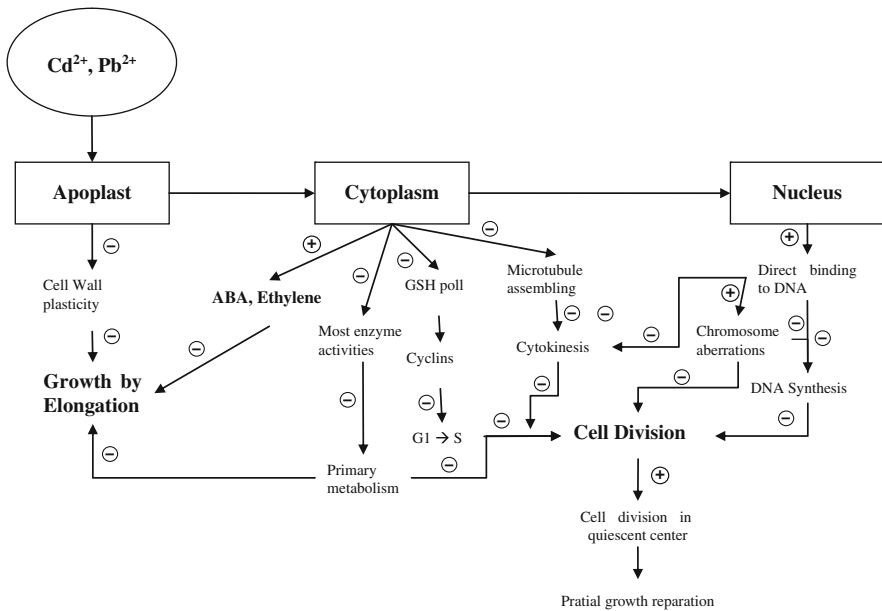 Cd²⁺, Pb²⁺
Apoplast
Cytoplasm
Nucleus
−
+
−
−
−
+
Cell Wall
plasticity
ABA, Ethylene
GSH poll
Microtubule
assembling
Direct binding
to DNA
−
−
Most enzyme
activities
Cyclins
−
−
Cytokinesis
−
+
Chromosome
aberrations
−
−
Growth by
Elongation
−
−
−
−
DNA Synthesis
−
G1 → S
−
Cell Division
−
Primary
metabolism
−
+
Cell division in
quiescent center
Pratial growth reparation